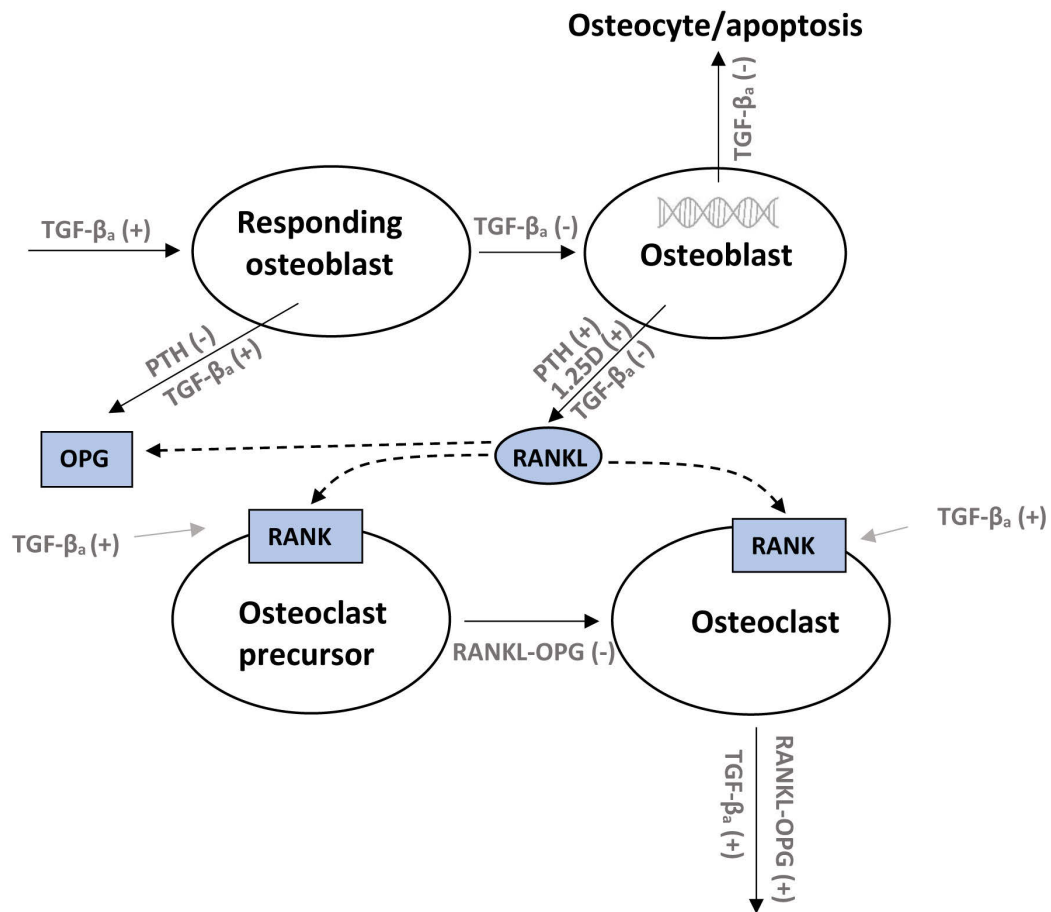 Osteocyte/apoptosis
TGF-βₐ (-)
TGF-βₐ (+)
Responding
osteoblast
TGF-βₐ (-)
Osteoblast
PTH (-)
TGF-βₐ (+)
PTH (+)
1.25D (+)
TGF-βₐ (-)
OPG
RANKL
TGF-βₐ (+)
RANK
RANK
TGF-βₐ (+)
Osteoclast
precursor
RANKL-OPG (-)
Osteoclast
TGF-βₐ (+)
RANKL-OPG (+)